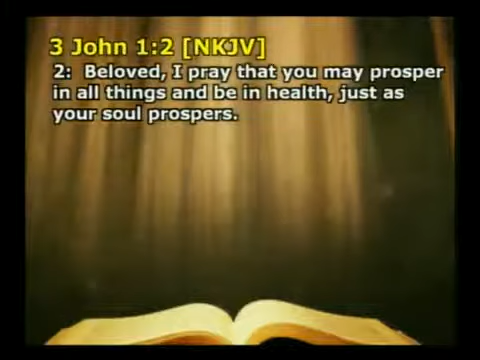 3 John 1:2 [NKJV]
2:  Beloved, I pray that you may prosper
in all things and be in health, just as
your soul prospers.